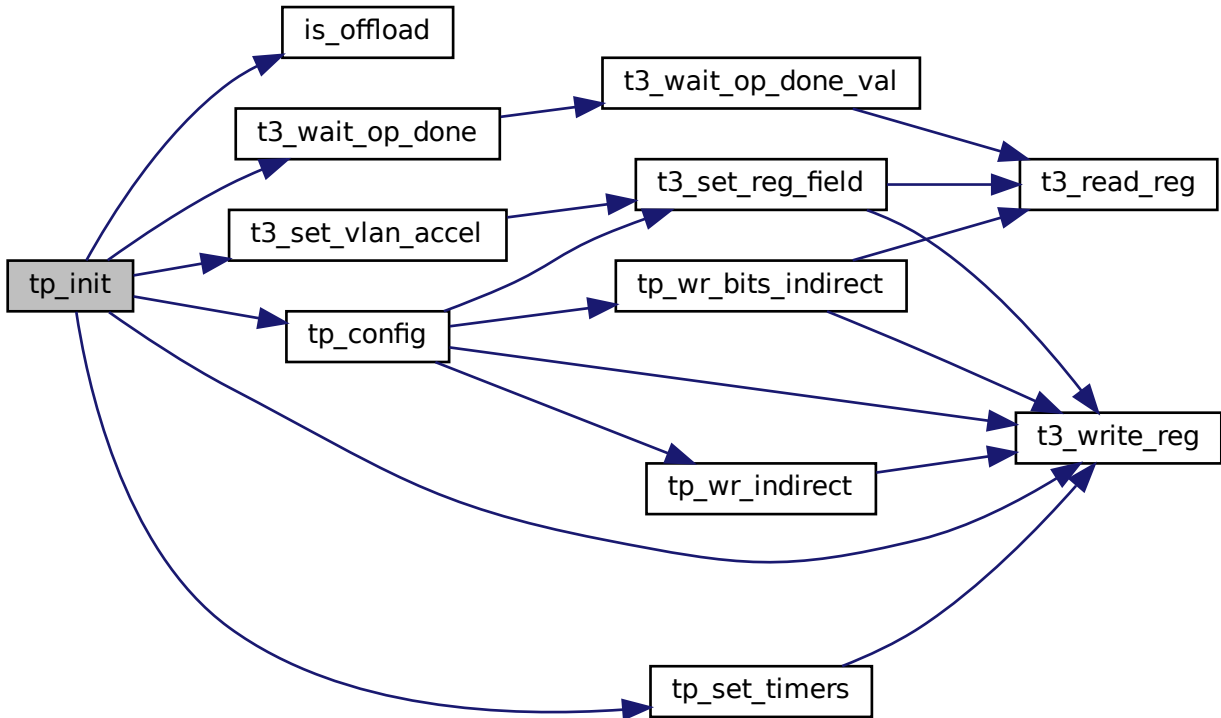 is_offload
t3_wait_op_done_val
t3_wait_op_done
t3_set_reg_field
t3_read_reg
t3_set_vlan_accel
tp_init
tp_wr_bits_indirect
tp_config
t3_write_reg
tp_wr_indirect
tp_set_timers